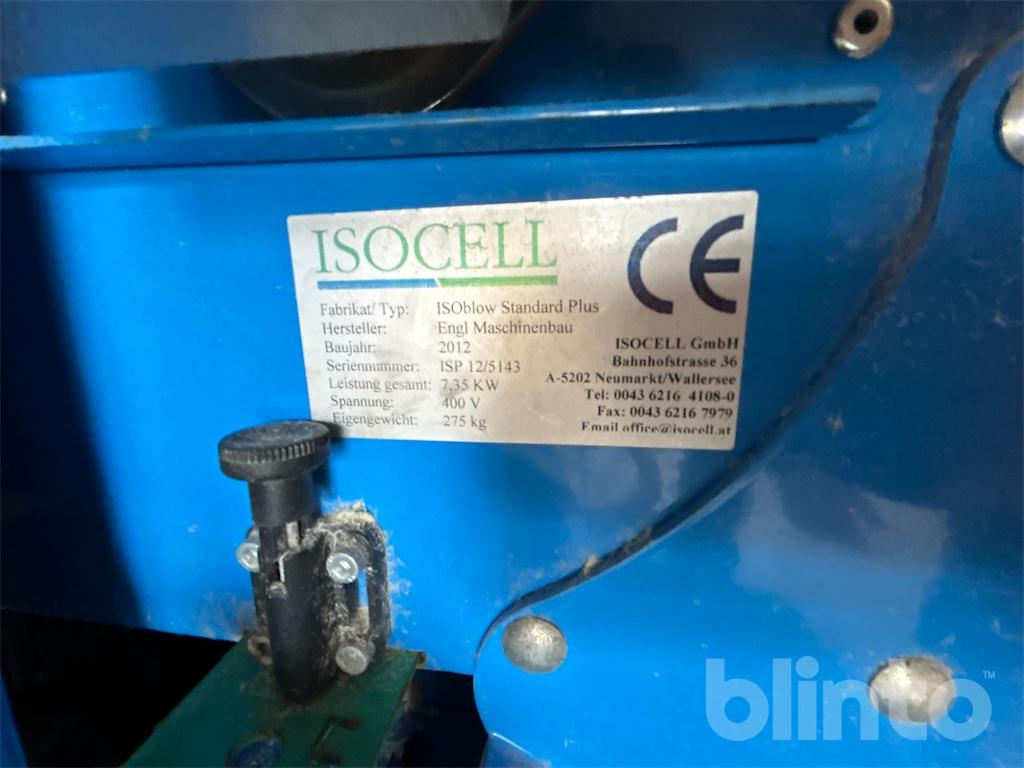 ISOCELL
CE
Fabrikat/ Typ: ISOblow Standard Plus
Hersteller: Engl Maschinenbau
Baujahr: 2012
Seriennummer: ISP 12/5143
Leistung gesamt: 7,35 KW
Spannung: 400 V
Eigengewicht: 275 kg
ISOCELL GmbH
Bahnhofstrasse 36
A-5202 Neumarkt/Wallersee
Tel: 0043 6216 4108-0
Fax: 0043 6216 7979
Email office@isocell.at
blinto™